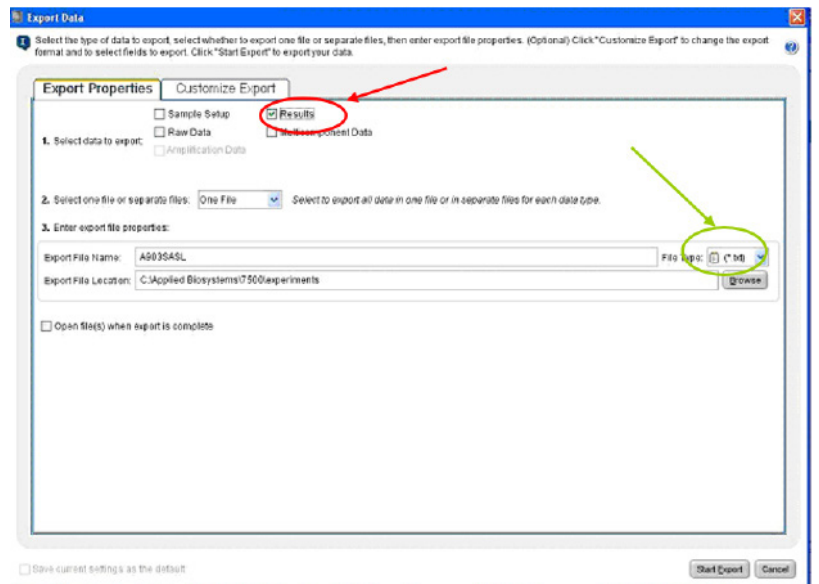 Export Data
Select the type of data to export, select whether to export one file or separate files, then enter export file properties. (Optional) Click "Customize Export" to change the export
format and to select fields to export. Click "Start Export" to export your data.
Export Properties Customize Export
Sample Setup Results
1. Select data to export: Raw Data Multicomponent Data
Amplification Data
2. Select one file or separate files: One File Select to export all data in one file or in separate files for each data type.
3. Enter export file properties:
Export File Name: A903SASL File Type: (*.txt)
Export File Location: C:\Applied Biosystems\7500\experiments Browse
Open file(s) when export is complete
Save current settings as the default Start Export Cancel